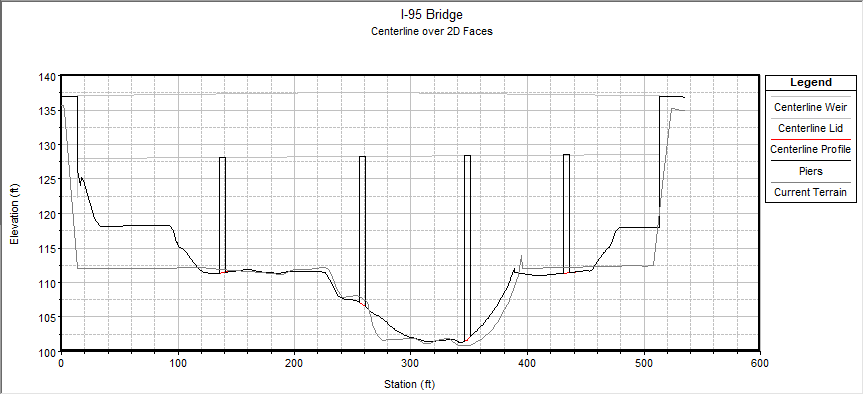 I-95 Bridge
Centerline over 2D Faces
140
135
130
125
120
115
110
105
100
Elevation (ft)
0
100
200
300
400
500
600
Station (ft)
Legend
Centerline Weir
Centerline Lid
Centerline Profile
Piers
Current Terrain